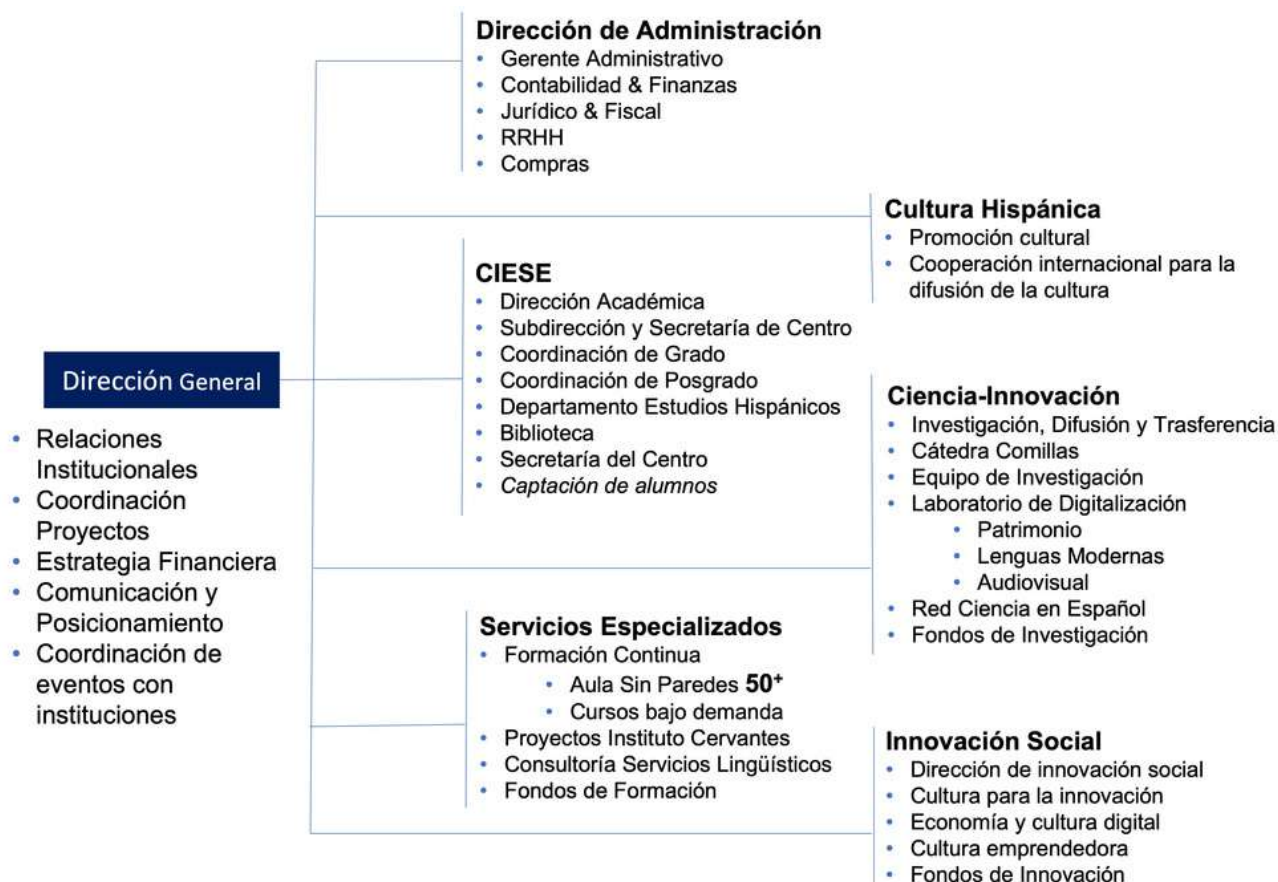 Dirección General
• Relaciones
Institucionales
• Coordinación
Proyectos
• Estrategia Financiera
• Comunicación y
Posicionamiento
• Coordinación de
eventos con
instituciones
Dirección de Administración
• Gerente Administrativo
• Contabilidad & Finanzas
• Jurídico & Fiscal
• RRHH
• Compras
Cultura Hispánica
• Promoción cultural
• Cooperación internacional para la
difusión de la cultura
CIESE
• Dirección Académica
• Subdirección y Secretaría de Centro
• Coordinación de Grado
• Coordinación de Posgrado
• Departamento Estudios Hispánicos
• Biblioteca
• Secretaría del Centro
• Captación de alumnos
Ciencia-Innovación
• Investigación, Difusión y Trasferencia
• Cátedra Comillas
• Equipo de Investigación
• Laboratorio de Digitalización
• Patrimonio
• Lenguas Modernas
• Audiovisual
• Red Ciencia en Español
• Fondos de Investigación
Servicios Especializados
• Formación Continua
• Aula Sin Paredes 50⁺
• Cursos bajo demanda
• Proyectos Instituto Cervantes
• Consultoría Servicios Lingüísticos
• Fondos de Formación
Innovación Social
• Dirección de innovación social
• Cultura para la innovación
• Economía y cultura digital
• Cultura emprendedora
• Fondos de Innovación